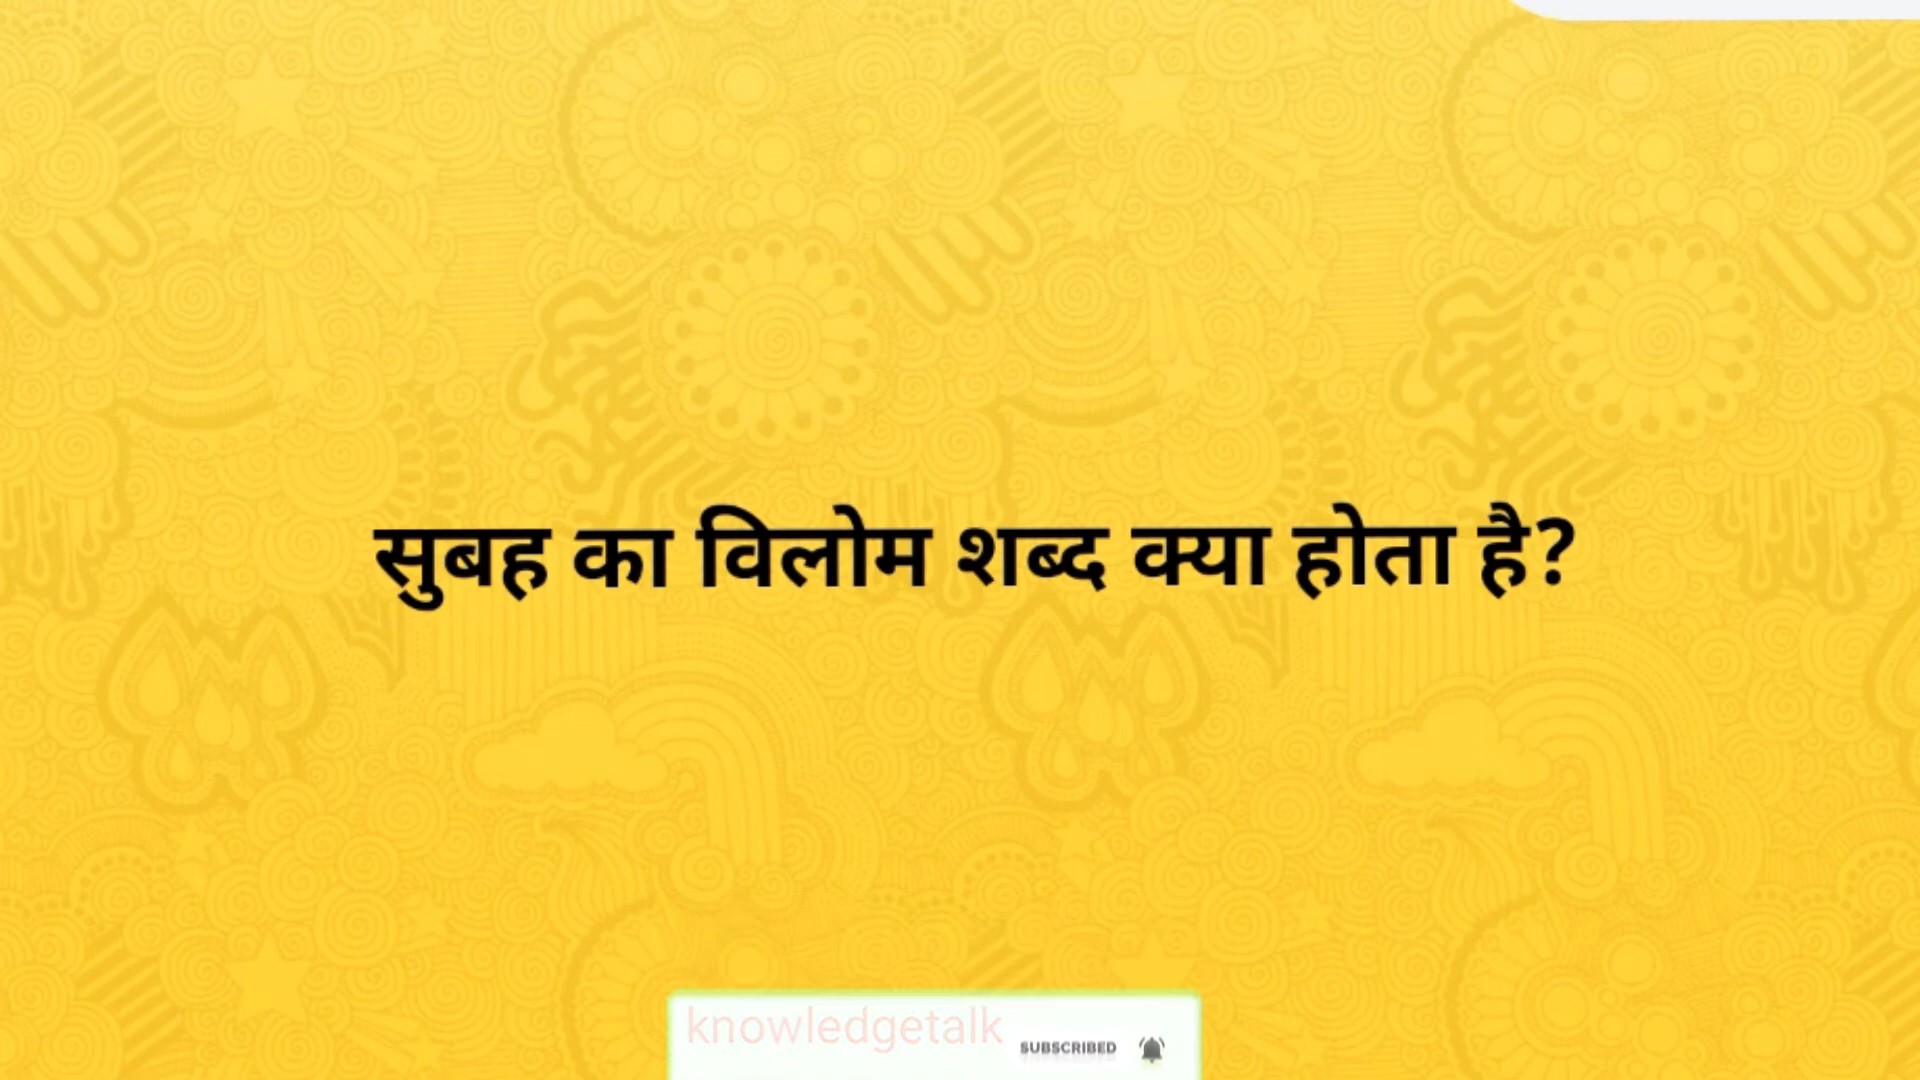 सुबह का विलोम शब्द क्या होता है?
knowledgetalk
SUBSCRIBED